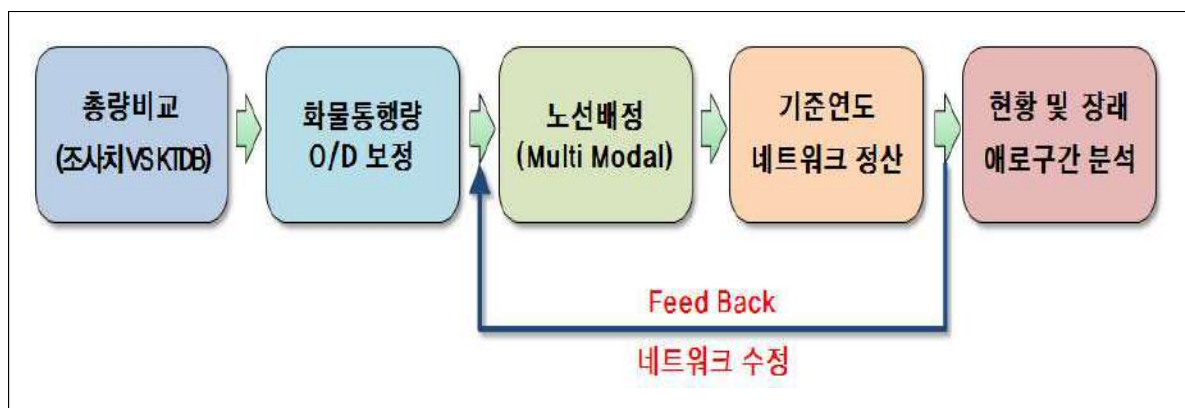 총량비교
(조사치 VS KTDB)
화물통행량
O/D 보정
노선배정
(Multi Modal)
기준연도
네트워크 정산
현황 및 장래
애로구간 분석
Feed Back
네트워크 수정